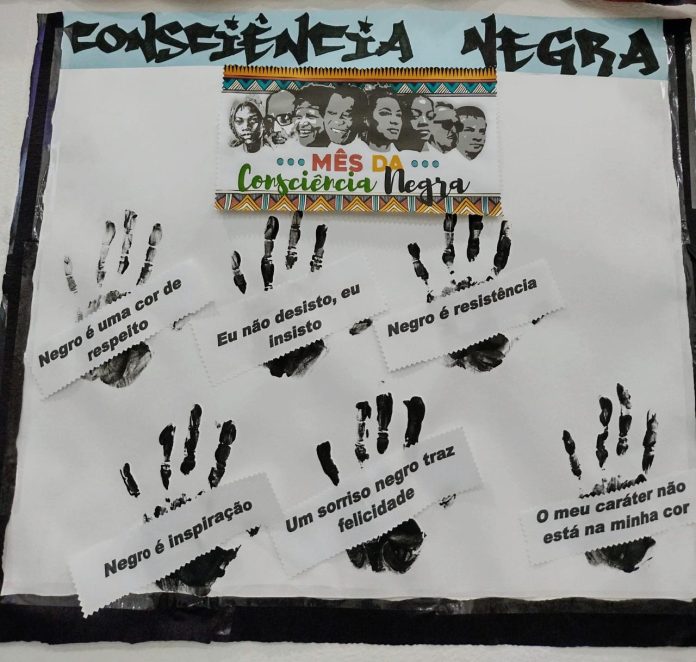 CONSCIÊNCIA NEGRA
MÊS DA
Consciência Negra
Negro é uma cor de
respeito
Eu não desisto, eu
insisto
Negro é resistência
Negro é inspiração
Um sorriso negro traz
felicidade
O meu caráter não
está na minha cor